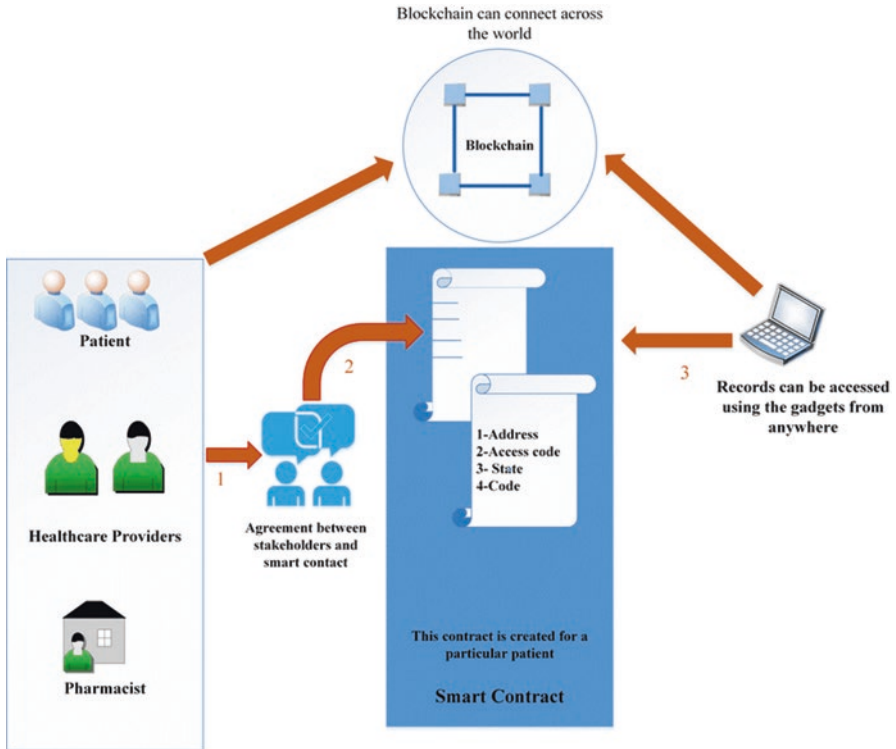 Blockchain can connect across
the world
Blockchain
Patient
Healthcare Providers
Pharmacist
1
Agreement between
stakeholders and
smart contact
2
1-Address
2-Access code
3- State
4-Code
This contract is created for a
particular patient
Smart Contract
3
Records can be accessed
using the gadgets from
anywhere